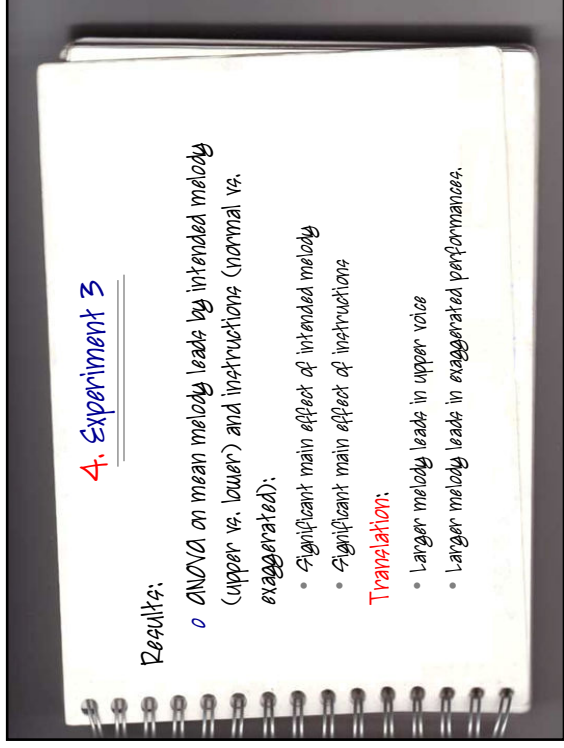 4. Experiment 3
Results:
o ANOVA on mean melody leads by intended melody
(upper vs. lower) and instructions (normal vs.
exaggerated):
• Significant main effect of intended melody
• Significant main effect of instructions
Translation:
• Larger melody leads in upper voice
• Larger melody leads in exaggerated performances.